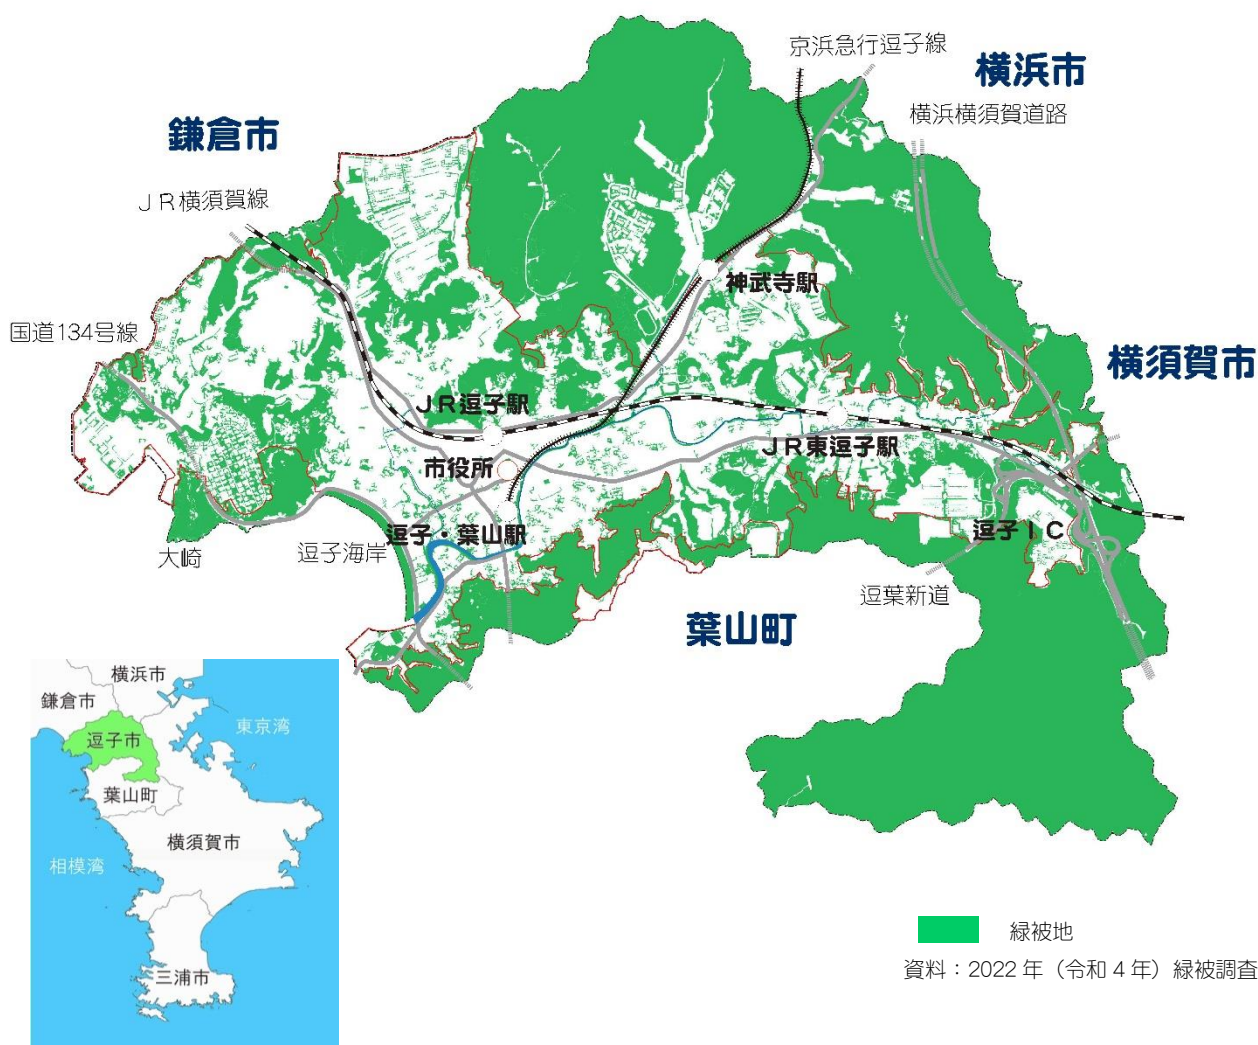 京浜急行逗子線
横浜市
横浜横須賀道路
鎌倉市
ＪＲ横須賀線
神武寺駅
国道134号線
横須賀市
ＪＲ逗子駅
ＪＲ東逗子駅
市役所
逗子・葉山駅
逗子ＩＣ
大崎
逗子海岸
逗葉新道
葉山町
横浜市
鎌倉市
東京湾
逗子市
葉山町
横須賀市
相模湾
三浦市
緑被地
資料：2022年（令和4年）緑被調査